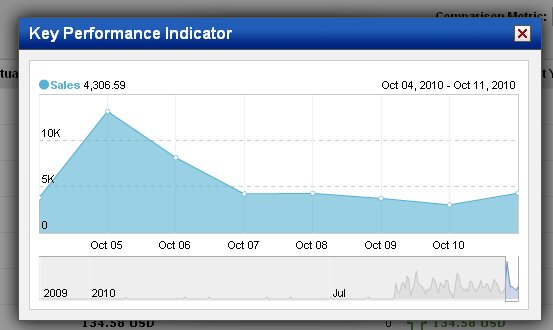 Comparison Metric:
Key Performance Indicator
Sales 4,306.59
Oct 04, 2010 - Oct 11, 2010
10K
5K
0
Oct 05
Oct 06
Oct 07
Oct 08
Oct 09
Oct 10
2009
2010
Jul
134.58 USD
0
134.58 USD